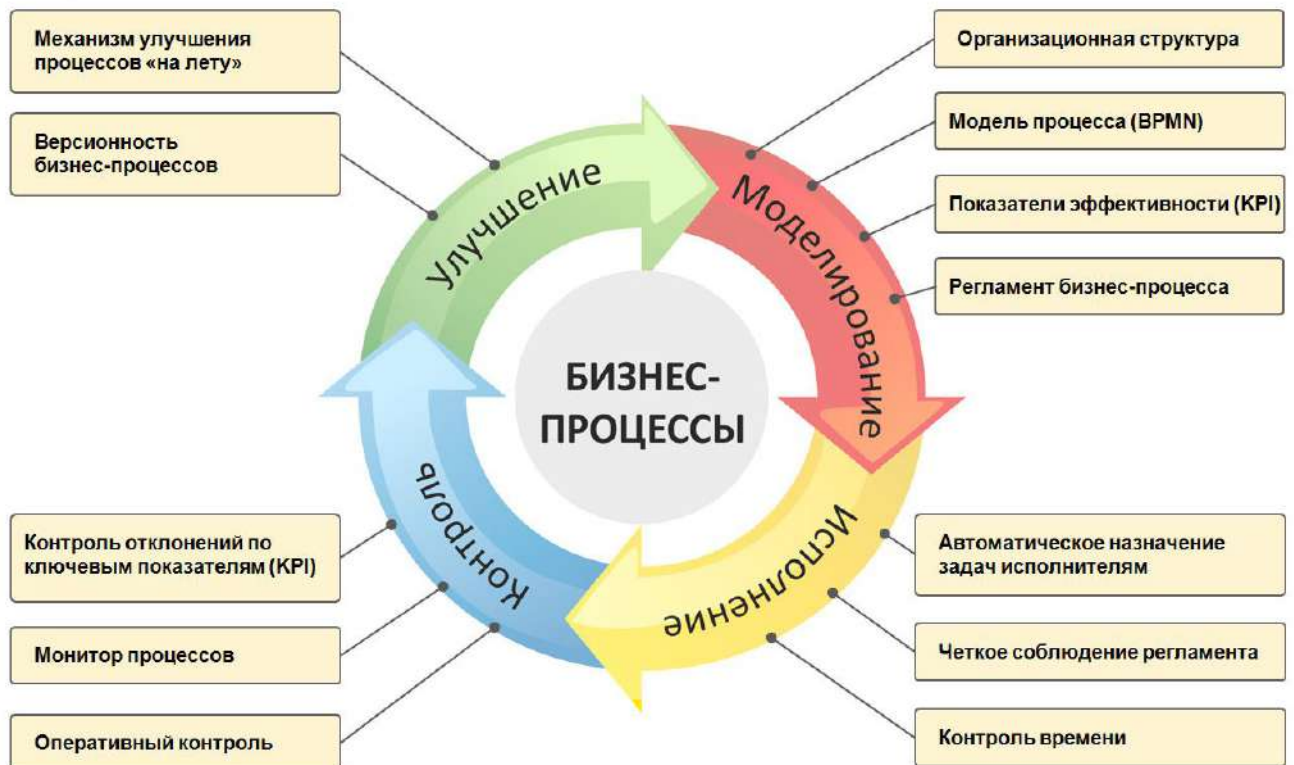 Механизм улучшения
процессов «на лету»
Версионность
бизнес-процессов
Организационная структура
Модель процесса (BPMN)
Показатели эффективности (KPI)
Регламент бизнес-процесса
Улучшение
Моделирование
БИЗНЕС-
ПРОЦЕССЫ
Контроль
Исполнение
Контроль отклонений по
ключевым показателям (KPI)
Монитор процессов
Оперативный контроль
Автоматическое назначение
задач исполнителям
Четкое соблюдение регламента
Контроль времени